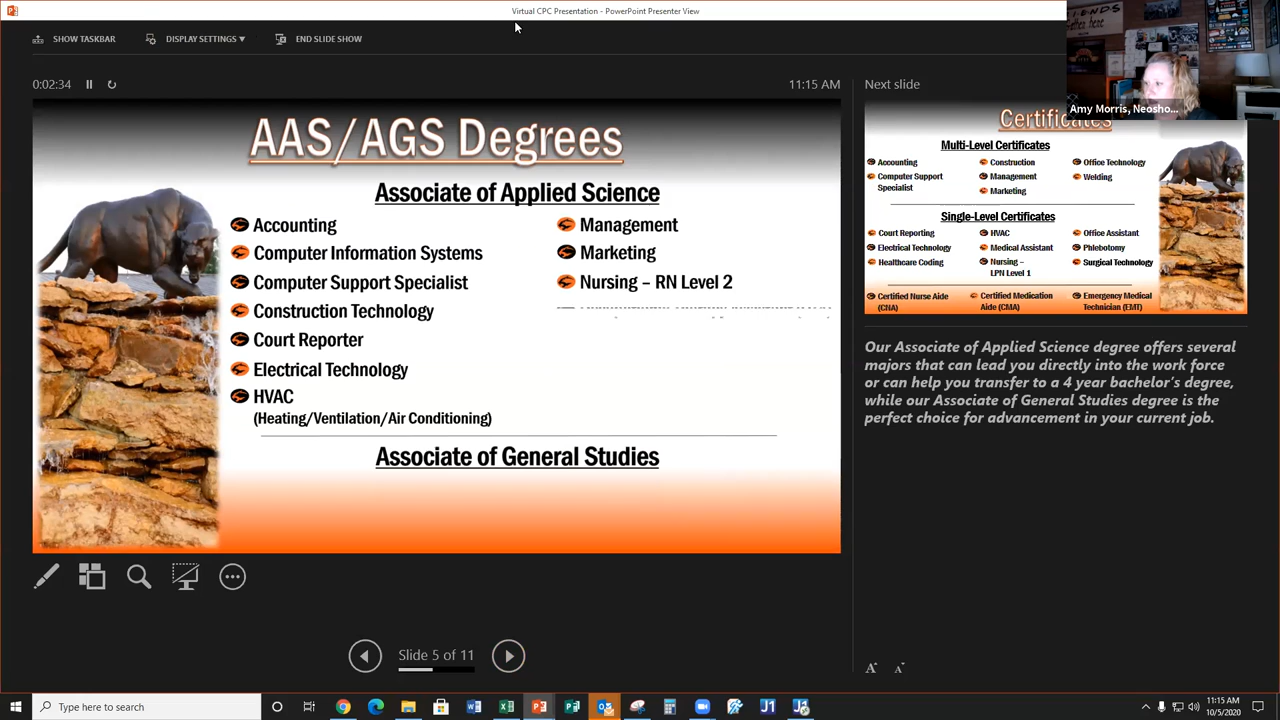 Virtual CPC Presentation - PowerPoint Presenter View
SHOW TASKBAR
DISPLAY SETTINGS
END SLIDE SHOW
0:02:34
11:15 AM
AAS/AGS Degrees
Associate of Applied Science
Accounting
Computer Information Systems
Computer Support Specialist
Construction Technology
Court Reporter
Electrical Technology
HVAC
(Heating/Ventilation/Air Conditioning)
Management
Marketing
Nursing – RN Level 2
Associate of General Studies
Slide 5 of 11
Next slide
Amy Morris, Neosho...
Certificates
Multi-Level Certificates
Accounting
Computer Support
Specialist
Construction
Management
Marketing
Office Technology
Welding
Single-Level Certificates
Court Reporting
Electrical Technology
Healthcare Coding
HVAC
Medical Assistant
Nursing –
LPN Level 1
Office Assistant
Phlebotomy
Surgical Technology
Certified Nurse Aide
(CNA)
Certified Medication
Aide (CMA)
Emergency Medical
Technician (EMT)
Our Associate of Applied Science degree offers several
majors that can lead you directly into the work force
or can help you transfer to a 4 year bachelor's degree,
while our Associate of General Studies degree is the
perfect choice for advancement in your current job.
Type here to search
11:15 AM
10/5/2020